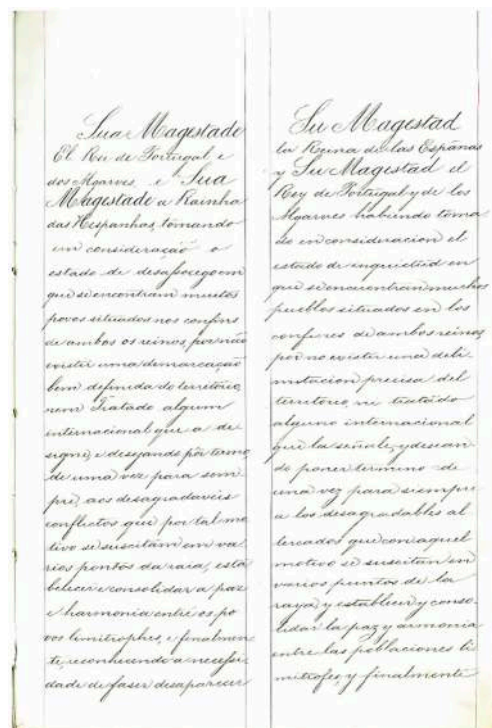 Sua Magestade
El Rei de Portugal e
dos Algarves, e Sua
Magestade a Rainha
das Hespanhas, tomando
em consideração o
estado de desassocego em
que se encontram muitos
povos situados nos confins
de ambos os reinos, por não
existir uma demarcação
bem definida do territorio,
nem Tratado algum
internacional que a de
signe; e desejando pôr termo
de uma vez para sem
pre, aos desagradaveis
conflictos que por tal mo
tivo se suscitam em va
rios pontos da raia, esta
belecer e consolidar a paz
e harmonia entre os po
vos limitrophes, e finalmen
te, reconhecendo a necessi
dade de faser desapparecer
Su Magestad
la Reina de las Españas
y Su Magestad el
Rey de Portugal y de los
Algarves habiendo toma
do en consideracion el
estado de inquietud en
que se encuentran muchos
pueblos situados en los
confines de ambos reinos,
por no existir una deli
mitacion precisa del
territorio, ni tratado
alguno internacional
que la señale; y desean
do poner termino de
una vez para siempre
a los desagradables al
tercados que con aquel
motivo se suscitan en
varios puntos de la
raya, y establecer y conso
lidar la paz y armonia
entre las poblaciones li
mitrofes, y finalmente